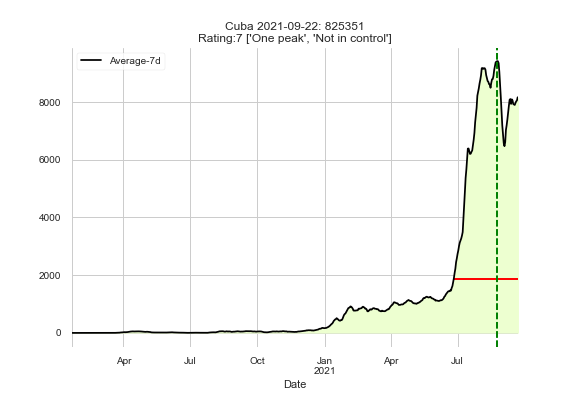 Cuba 2021-09-22: 825351
Rating:7 ['One peak', 'Not in control']
Average-7d
8000
6000
4000
2000
0
Apr
Jul
Oct
Jan
2021
Apr
Jul
Date